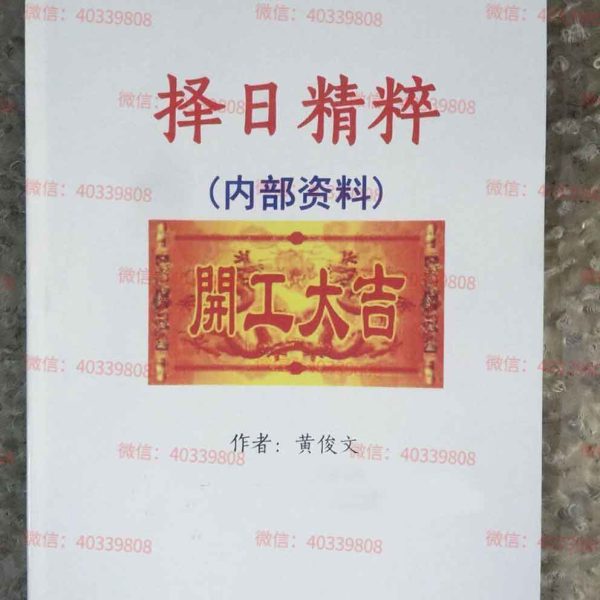 择日精粹
(内部资料)
開工大吉
作者：黄俊文
微信：40339808